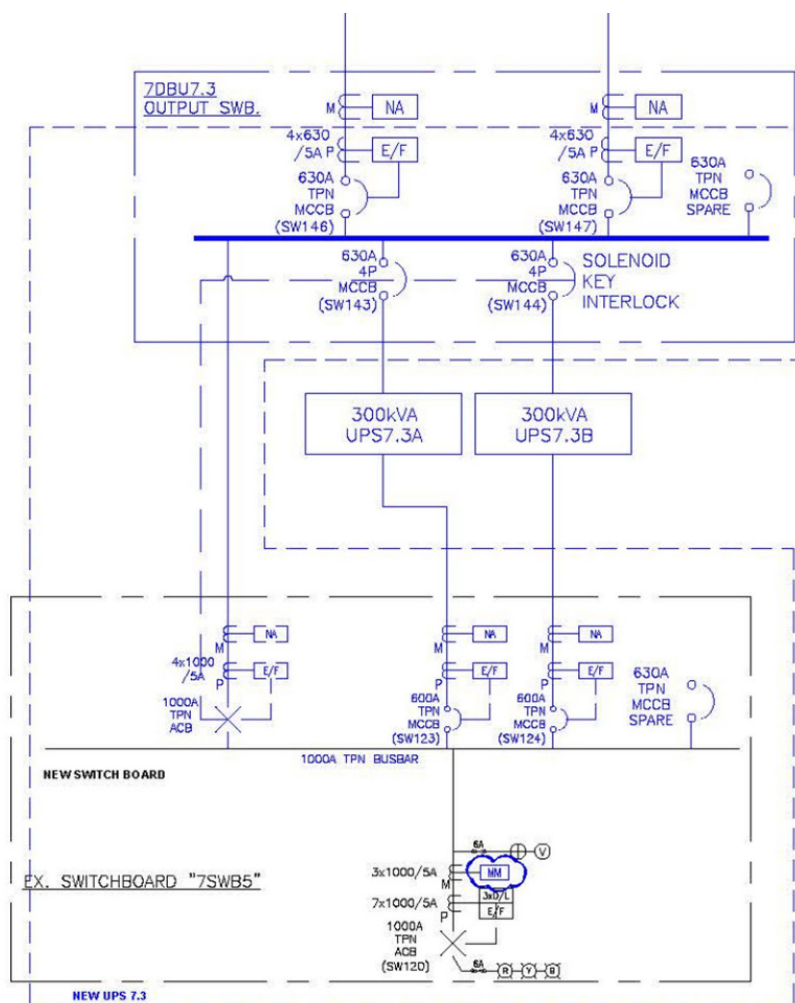 7DBU7.3
OUTPUT SWB.
M
NA
M
NA
4x630
/5A P
E/F
4x630
/5A P
E/F
630A
TPN
MCCB
(SW146)
630A
TPN
MCCB
(SW147)
630A
TPN
MCCB
SPARE
630A
4P
MCCB
(SW143)
630A
4P
MCCB
(SW144)
SOLENOID
KEY
INTERLOCK
300kVA
UPS7.3A
300kVA
UPS7.3B
NA
M
NA
M
NA
M
4x1000
/5A
E/F
P
E/F
P
E/F
P
1000A
TPN
ACB
600A
TPN
MCCB
(SW123)
600A
TPN
MCCB
(SW124)
630A
TPN
MCCB
SPARE
1000A TPN BUSBAR
NEW SWITCH BOARD
6A
V
EX. SWITCHBOARD "7SWB5"
3x1000/5A
M
MM
7x1000/5A
P
3xO/L
E/F
1000A
TPN
ACB
(SW120)
6A
R
Y
B
NEW UPS 7.3